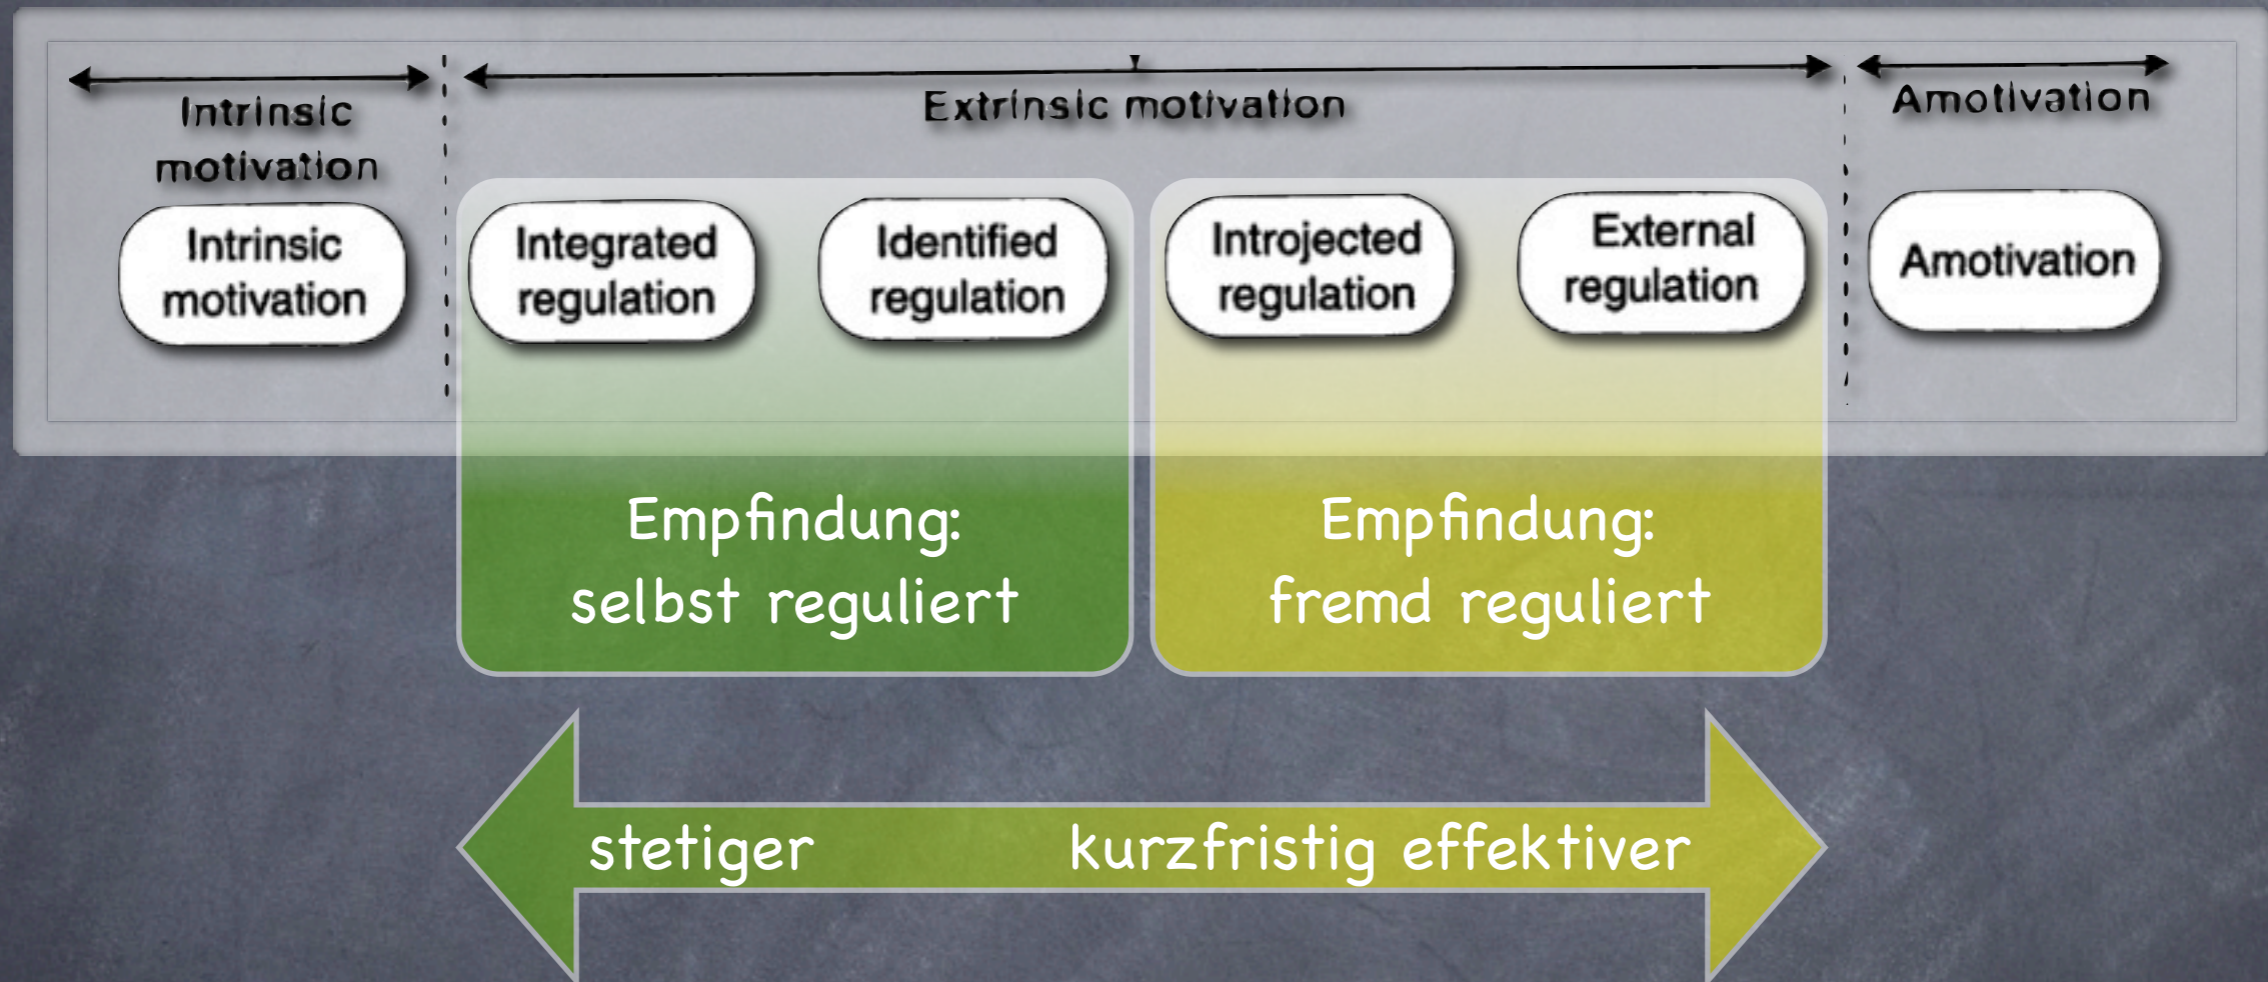 Intrinsic
motivation
Extrinsic motivation
Amotivation
Intrinsic
motivation
Integrated
regulation
Identified
regulation
Introjected
regulation
External
regulation
Amotivation
Empfindung:
selbst reguliert
Empfindung:
fremd reguliert
stetiger
kurzfristig effektiver